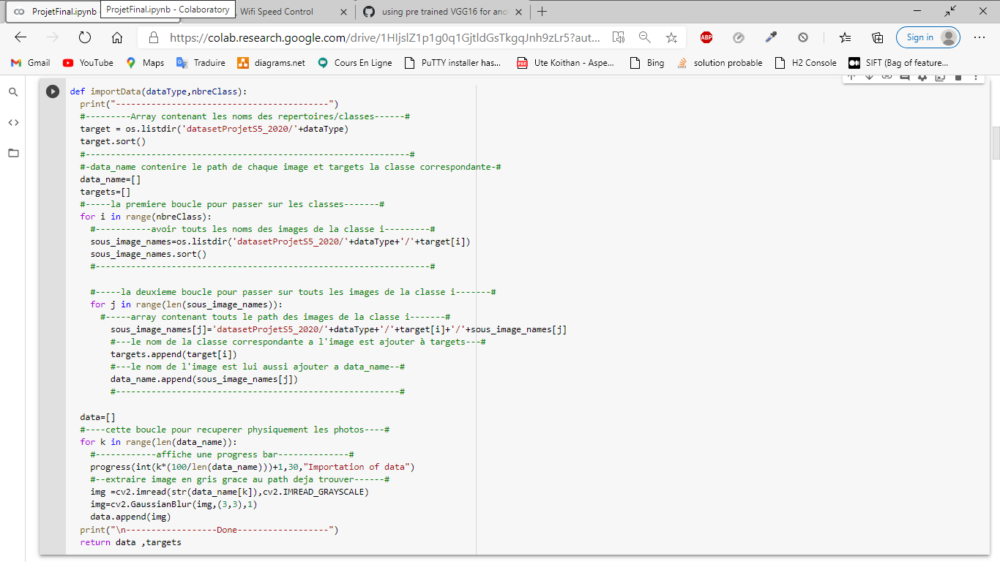 ProjetFinal.ipynb -
ProjetFinal.ipynb - Colaboratory
, Wifi Speed Control
using pre trained VGG16 for ano
https://colab.research.google.com/drive/1HIjslZ1p1g0q1GjtldGsTkgqJnh9zLr5?aut...
ABP
Sign in
Gmail
YouTube
Maps
Traduire
diagrams.net
Cours En Ligne
PuTTY installer has...
PDF
Ute Koithan - Aspe...
Bing
solution probable
H2 Console
SIFT (Bag of feature...
def importData(dataType,nbreClass):
print("------------------------------------------")
#---------Array contenant les noms des repertoires/classes------#
target = os.listdir('datasetProjetS5_2020/'+dataType)
target.sort()
#----------------------------------------------------------------#
#-data_name contenire le path de chaque image et targets la classe correspondante-#
data_name=[]
targets=[]
#-----la premiere boucle pour passer sur les classes-------#
for i in range(nbreClass):
#-----------avoir touts les noms des images de la classe i---------#
sous_image_names=os.listdir('datasetProjetS5_2020/'+dataType+'/'+target[i])
sous_image_names.sort()
#------------------------------------------------------------------#
#-----la deuxieme boucle pour passer sur touts les images de la classe i-------#
for j in range(len(sous_image_names)):
#-----array contenant touts le path des images de la classe i-------#
sous_image_names[j]='datasetProjetS5_2020/'+dataType+'/'+target[i]+'/'+sous_image_names[j]
#---le nom de la classe correspondante a l'image est ajouter à targets---#
targets.append(target[i])
#---le nom de l'image est lui aussi ajouter a data_name--#
data_name.append(sous_image_names[j])
#--------------------------------------------------------#
data=[]
#----cette boucle pour recuperer physiquement les photos----#
for k in range(len(data_name)):
#------------affiche une progress bar--------------#
progress(int(k*(100/len(data_name)))+1,30,"Importation of data")
#--extraire image en gris grace au path deja trouver------#
img =cv2.imread(str(data_name[k]),cv2.IMREAD_GRAYSCALE)
img=cv2.GaussianBlur(img,(3,3),1)
data.append(img)
print("\n------------------Done------------------")
return data ,targets